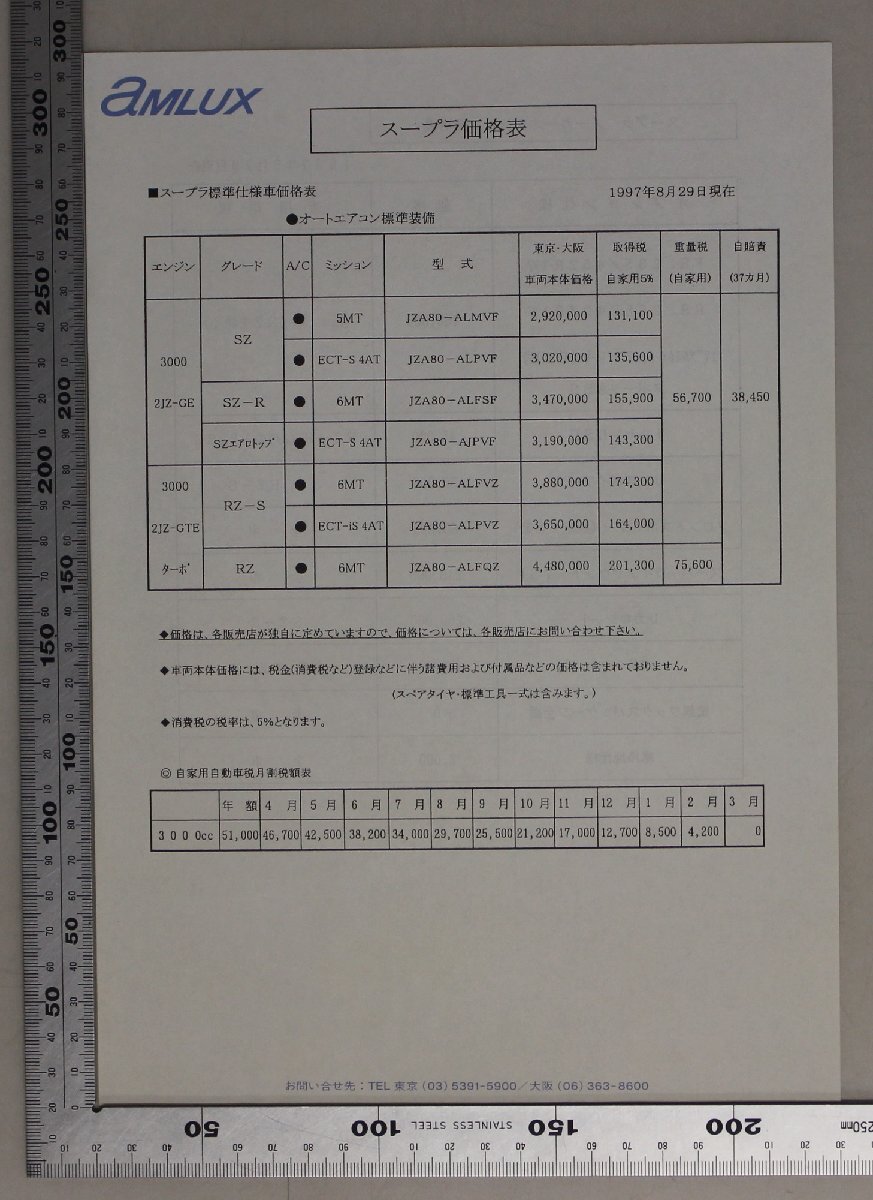 aMLUX
スープラ価格表
■スープラ標準仕様車価格表 1997年8月29日現在
●オートエアコン標準装備
エンジン グレード A/C ミッション 型 式 東京・大阪 車両本体価格 取得税 自家用5% 重量税 (自家用) 自賠費 (37カ月)
3000 2JZ-GE SZ ● 5MT JZA80-ALMVF 2,920,000 131,100 56,700 38,450
● ECT-S 4AT JZA80-ALPVF 3,020,000 135,600
SZ-R ● 6MT JZA80-ALFSF 3,470,000 155,900
SZエアロトップ ● ECT-S 4AT JZA80-AJPVF 3,190,000 143,300
3000 2JZ-GTE ターボ RZ-S ● 6MT JZA80-ALFVZ 3,880,000 174,300
● ECT-iS 4AT JZA80-ALPVZ 3,650,000 164,000
RZ ● 6MT JZA80-ALFQZ 4,480,000 201,300 75,600
◆価格は、各販売店が独自に定めていますので、価格については、各販売店にお問い合わせ下さい。
◆車両本体価格には、税金(消費税など)登録などに伴う諸費用および付属品などの価格は含まれておりません。
(スペアタイヤ・標準工具一式は含みます。)
◆消費税の税率は、5%となります。
◎自家用自動車税月割税額表
年 額 4 月 5 月 6 月 7 月 8 月 9 月 10 月 11 月 12 月 1 月 2 月 3 月
3000cc 51,000 46,700 42,500 38,200 34,000 29,700 25,500 21,200 17,000 12,700 8,500 4,200 0
お問い合せ先：TEL 東京 (03) 5391-5900／大阪 (06) 363-8600
STAINLESS STEEL
50 100 150 200 250mm
300 250 200 150 100 50